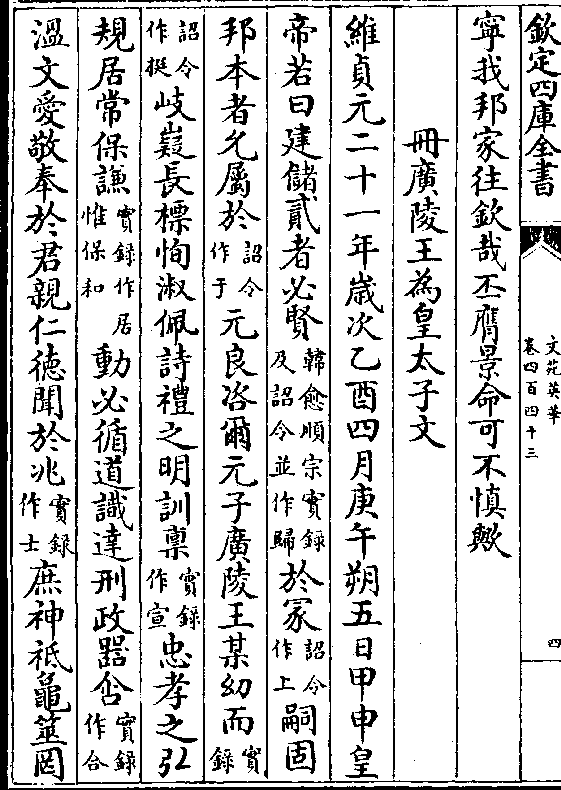 欽定四庫全書
文苑英華
卷四百四十三
四
寧我邦家往欽哉丕膺景命可不慎歟
冊廣陵王為皇太子文
維貞元二十一年歲次乙酉四月庚午朔五日甲申皇
帝若曰建儲貳者必賢韓愈順宗實錄及詔令並作歸於冢詔令作上嗣固
邦本者允屬於詔令作于元良咨爾元子廣陵王某幼而實錄
詔令作挺岐嶷長標恂淑佩詩禮之明訓稟實錄作宣忠孝之弘
規居常保謙實錄作居惟保和動必循道識達刑政器含實錄作合
溫文愛敬奉於君親仁德聞於兆實錄作士庶神祗龜筮罔